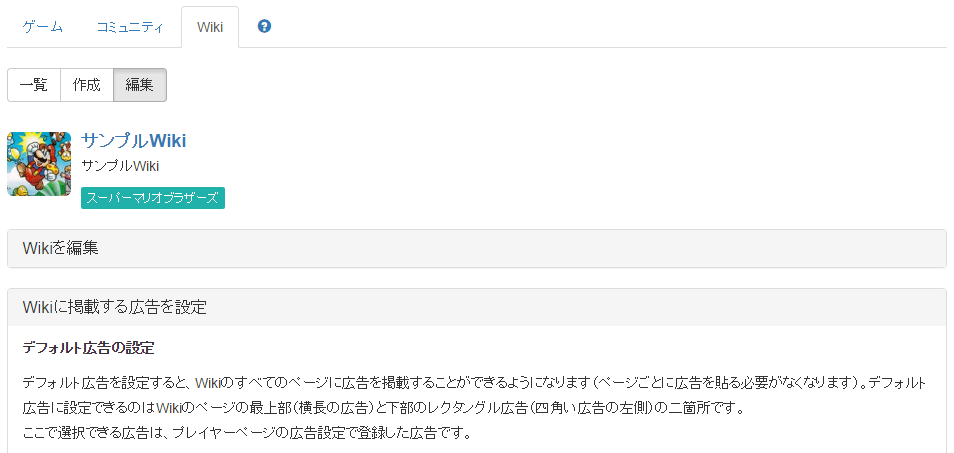 ゲーム コミュニティ Wiki ?
一覧 作成 編集
サンプルWiki
サンプルWiki
スーパーマリオブラザーズ
Wikiを編集
Wikiに掲載する広告を設定
デフォルト広告の設定
デフォルト広告を設定すると、Wikiのすべてのページに広告を掲載することができるようになります(ページごとに広告を貼る必要がなくなります)。デフォルト
広告に設定できるのはWikiのページの最上部(横長の広告)と下部のレクタングル広告(四角い広告の左側)の二箇所です。
ここで選択できる広告は、プレイヤーページの広告設定で登録した広告です。